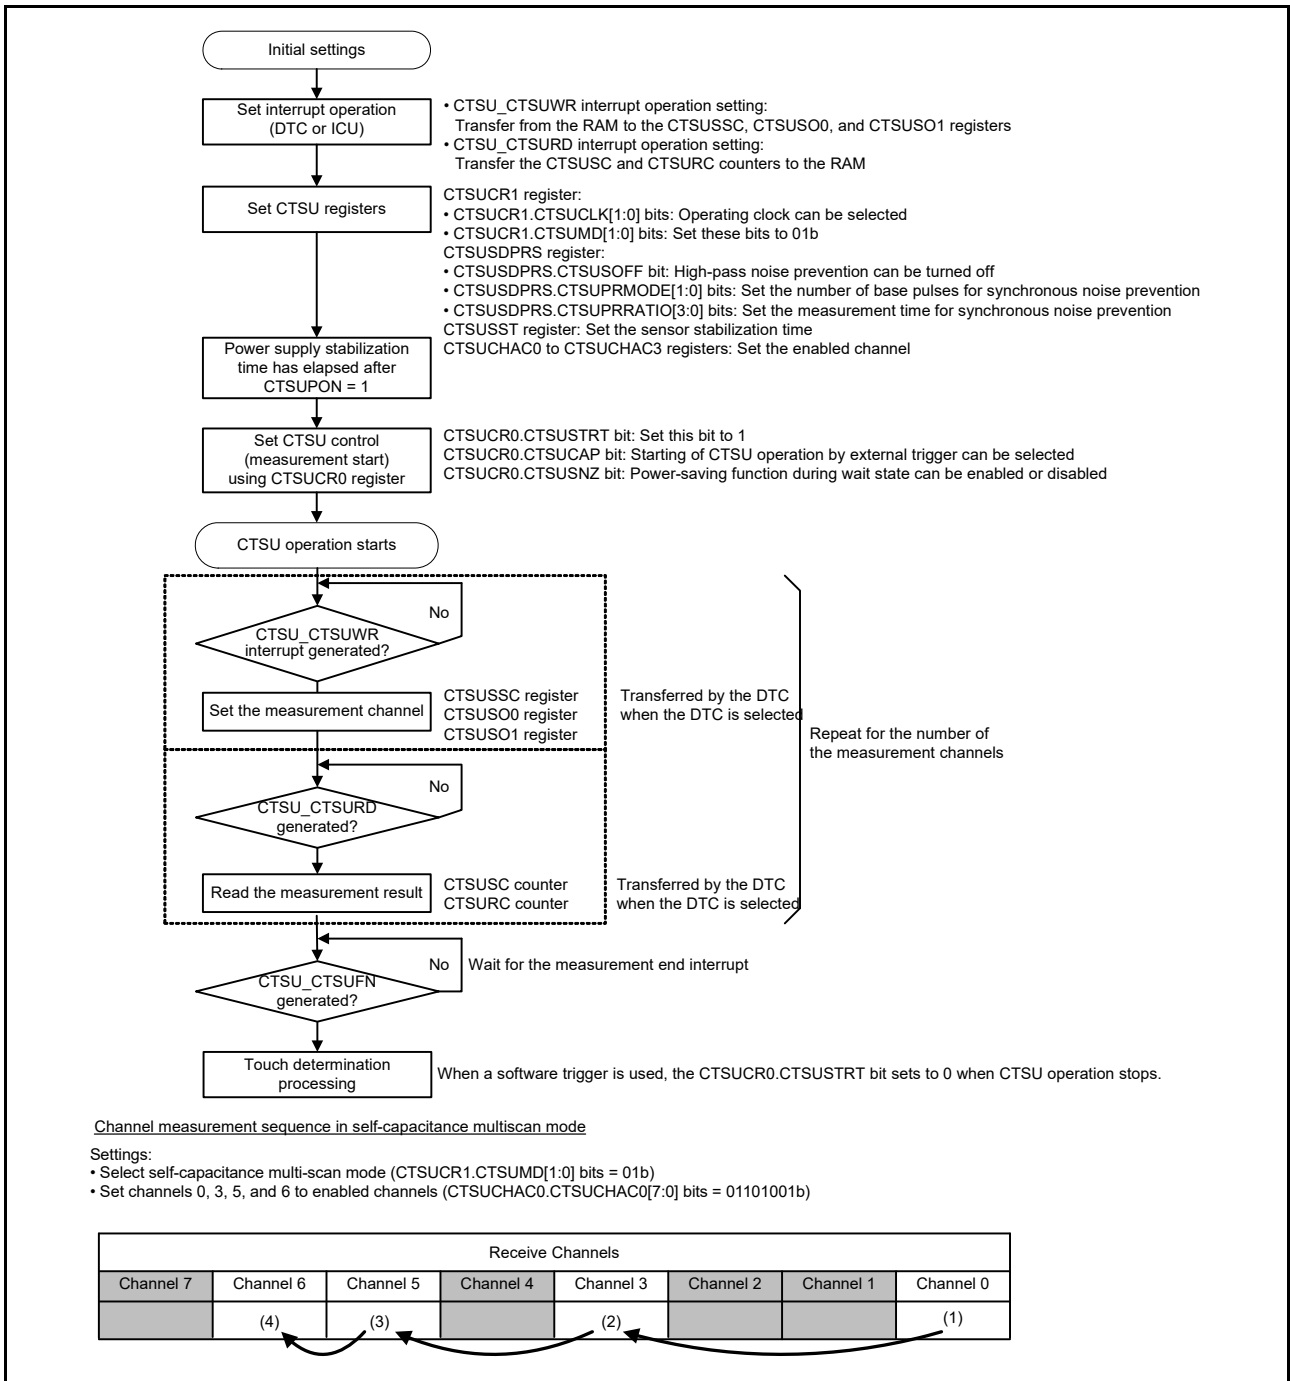 Initial settings
Set interrupt operation
(DTC or ICU)
• CTSU_CTSUWR interrupt operation setting:
Transfer from the RAM to the CTSUSSC, CTSUSO0, and CTSUSO1 registers
• CTSU_CTSURD interrupt operation setting:
Transfer the CTSUSC and CTSURC counters to the RAM
Set CTSU registers
CTSUCR1 register:
• CTSUCR1.CTSUCLK[1:0] bits: Operating clock can be selected
• CTSUCR1.CTSUMD[1:0] bits: Set these bits to 01b
CTSUSDPRS register:
• CTSUSDPRS.CTSUSOFF bit: High-pass noise prevention can be turned off
• CTSUSDPRS.CTSUPRMODE[1:0] bits: Set the number of base pulses for synchronous noise prevention
• CTSUSDPRS.CTSUPRRATIO[3:0] bits: Set the measurement time for synchronous noise prevention
CTSUSST register: Set the sensor stabilization time
CTSUCHAC0 to CTSUCHAC3 registers: Set the enabled channel
Power supply stabilization
time has elapsed after
CTSUPON = 1
Set CTSU control
(measurement start)
using CTSUCR0 register
CTSUCR0.CTSUSTRT bit: Set this bit to 1
CTSUCR0.CTSUCAP bit: Starting of CTSU operation by external trigger can be selected
CTSUCR0.CTSUSNZ bit: Power-saving function during wait state can be enabled or disabled
CTSU operation starts
No
CTSU_CTSUWR
interrupt generated?
Set the measurement channel
CTSUSSC register
CTSUSO0 register
CTSUSO1 register
Transferred by the DTC
when the DTC is selected
Repeat for the number of
the measurement channels
No
CTSU_CTSURD
generated?
Read the measurement result
CTSUSC counter
CTSURC counter
Transferred by the DTC
when the DTC is selected
No
Wait for the measurement end interrupt
CTSU_CTSUFN
generated?
Touch determination
processing
When a software trigger is used, the CTSUCR0.CTSUSTRT bit sets to 0 when CTSU operation stops.
Channel measurement sequence in self-capacitance multiscan mode
Settings:
• Select self-capacitance multi-scan mode (CTSUCR1.CTSUMD[1:0] bits = 01b)
• Set channels 0, 3, 5, and 6 to enabled channels (CTSUCHAC0.CTSUCHAC0[7:0] bits = 01101001b)
Receive Channels
Channel 7 Channel 6 Channel 5 Channel 4 Channel 3 Channel 2 Channel 1 Channel 0
(4) (3) (2) (1)